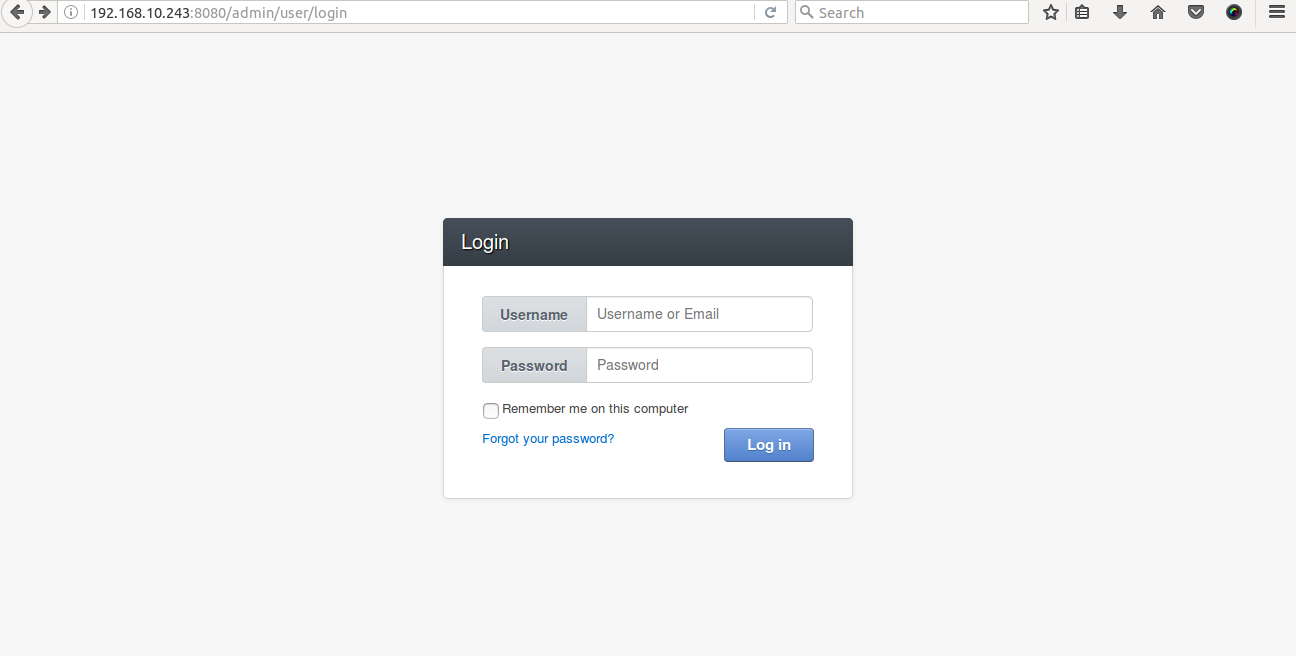 192.168.10.243:8080/admin/user/login
Search
Login
Username
Username or Email
Password
Password
Remember me on this computer
Forgot your password?
Log in